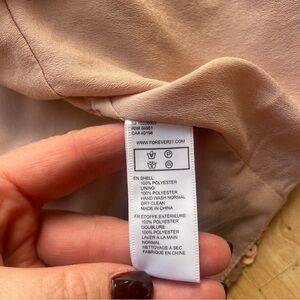 RN# 84661
CA# 40198
WWW.FOREVER21.COM
P
EN SHELL:
100% POLYESTER
LINING:
100% POLYESTER
HAND WASH NORMAL
DRY CLEAN
MADE IN CHINA
FR ÉTOFFE EXTÉRIEURE
100% POLYESTER
DOUBLURE
100% POLYESTER
LAVER À LA MAIN
NORMAL
NETTOYAGE À SEC
FABRIQUÉ EN CHINE